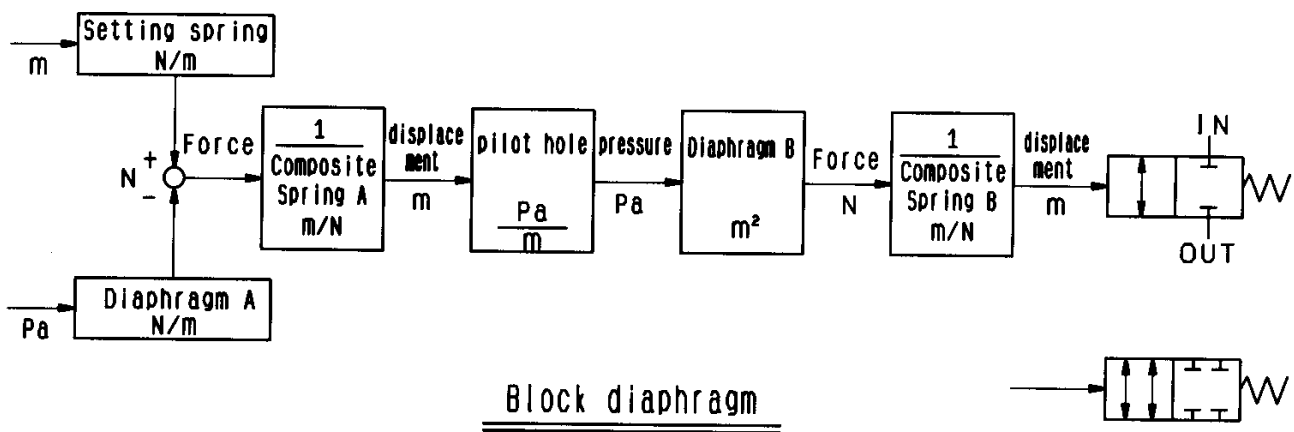 Setting spring
N/m
m
Force
N
+
-
1
Composite
Spring A
m/N
displace
ment
m
pilot hole
Pa
m
pressure
Pa
Diaphragm B
m²
Force
N
1
Composite
Spring B
m/N
displace
ment
m
IN
OUT
Diaphragm A
N/m
Pa
Block diaphragm